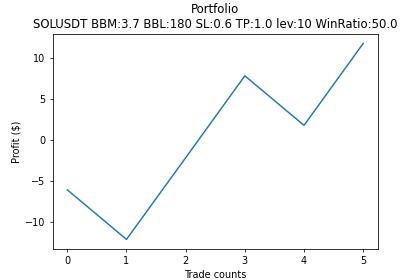 Portfolio
SOLUSDT BBM:3.7 BBL:180 SL:0.6 TP:1.0 lev:10 WinRatio:50.0
10
5
0
−5
−10
Profit ($)
0 1 2 3 4 5
Trade counts